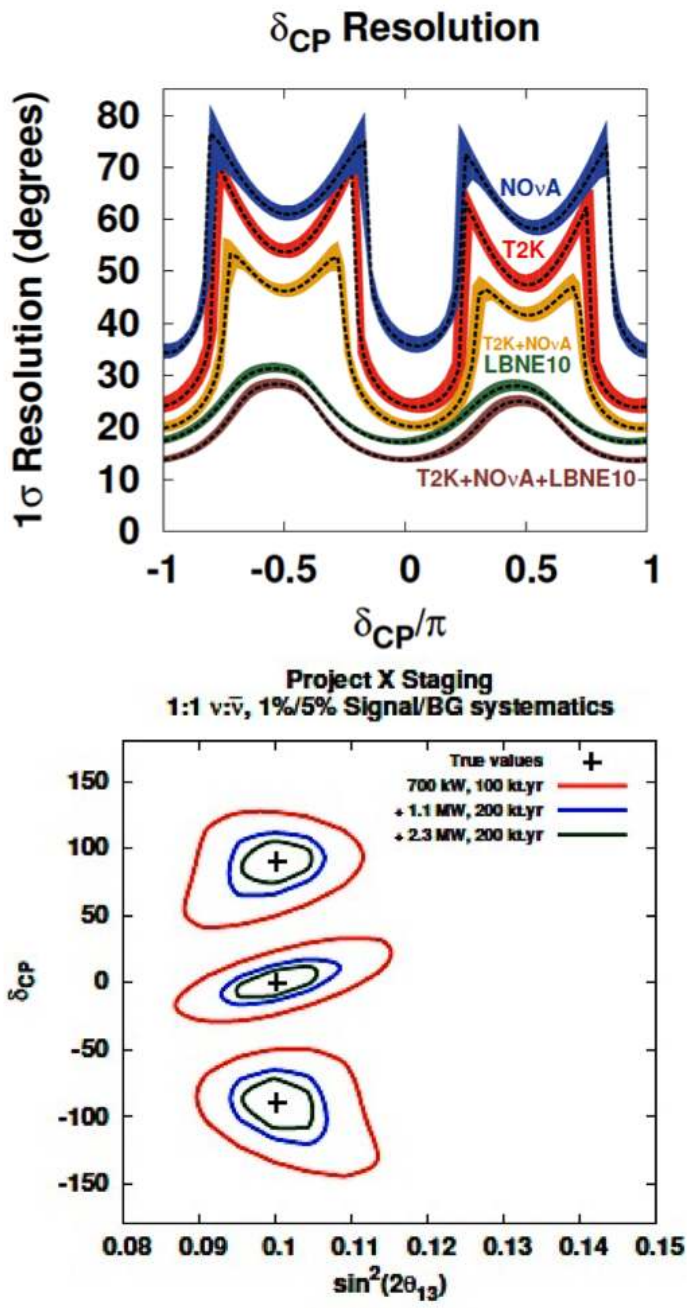 δCP Resolution
1σ Resolution (degrees)
80
70
60
50
40
30
20
10
0
NOνA
T2K
T2K+NOνA
LBNE10
T2K+NOνA+LBNE10
-1
-0.5
0
0.5
1
δCP/π
Project X Staging
1:1 ν:ν̅, 1%/5% Signal/BG systematics
True values
700 kW, 100 kt.yr
+ 1.1 MW, 200 kt.yr
+ 2.3 MW, 200 kt.yr
δCP
150
100
50
0
-50
-100
-150
0.08
0.09
0.1
0.11
0.12
0.13
0.14
0.15
sin²(2θ13)